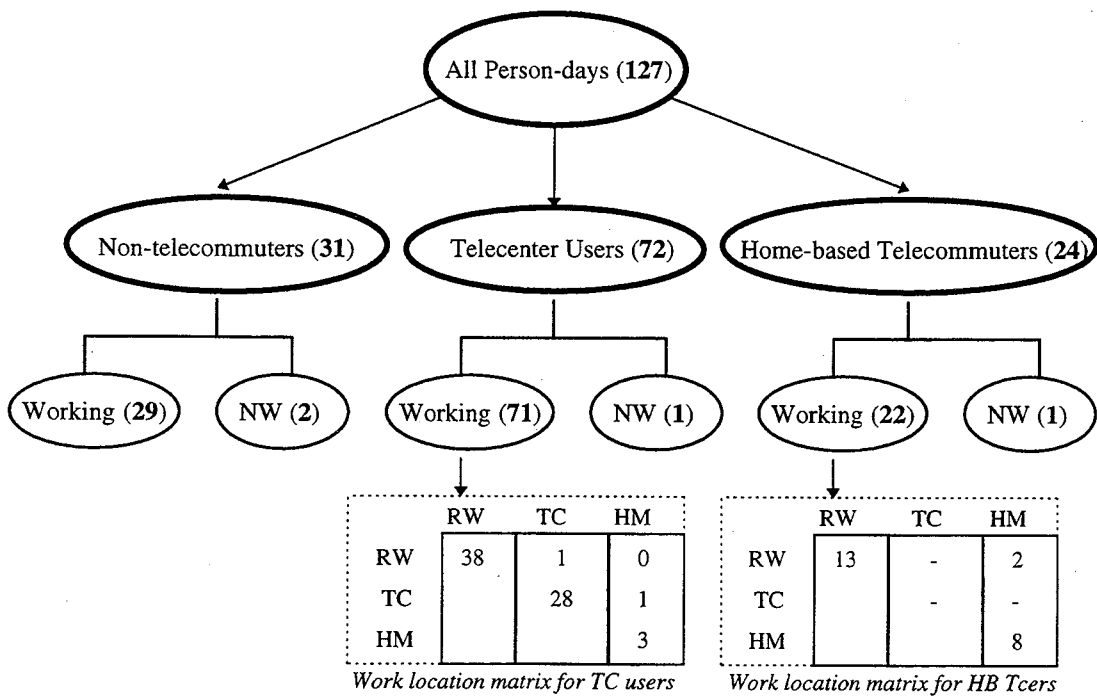 All Person-days (127)
Non-telecommuters (31)
Telecenter Users (72)
Home-based Telecommuters (24)
Working (29)
NW (2)
Working (71)
NW (1)
Working (22)
NW (1)
RW TC HM
RW 38 1 0
TC 28 1
HM 3
Work location matrix for TC users
RW TC HM
RW 13 - 2
TC - -
HM 8
Work location matrix for HB Tcers